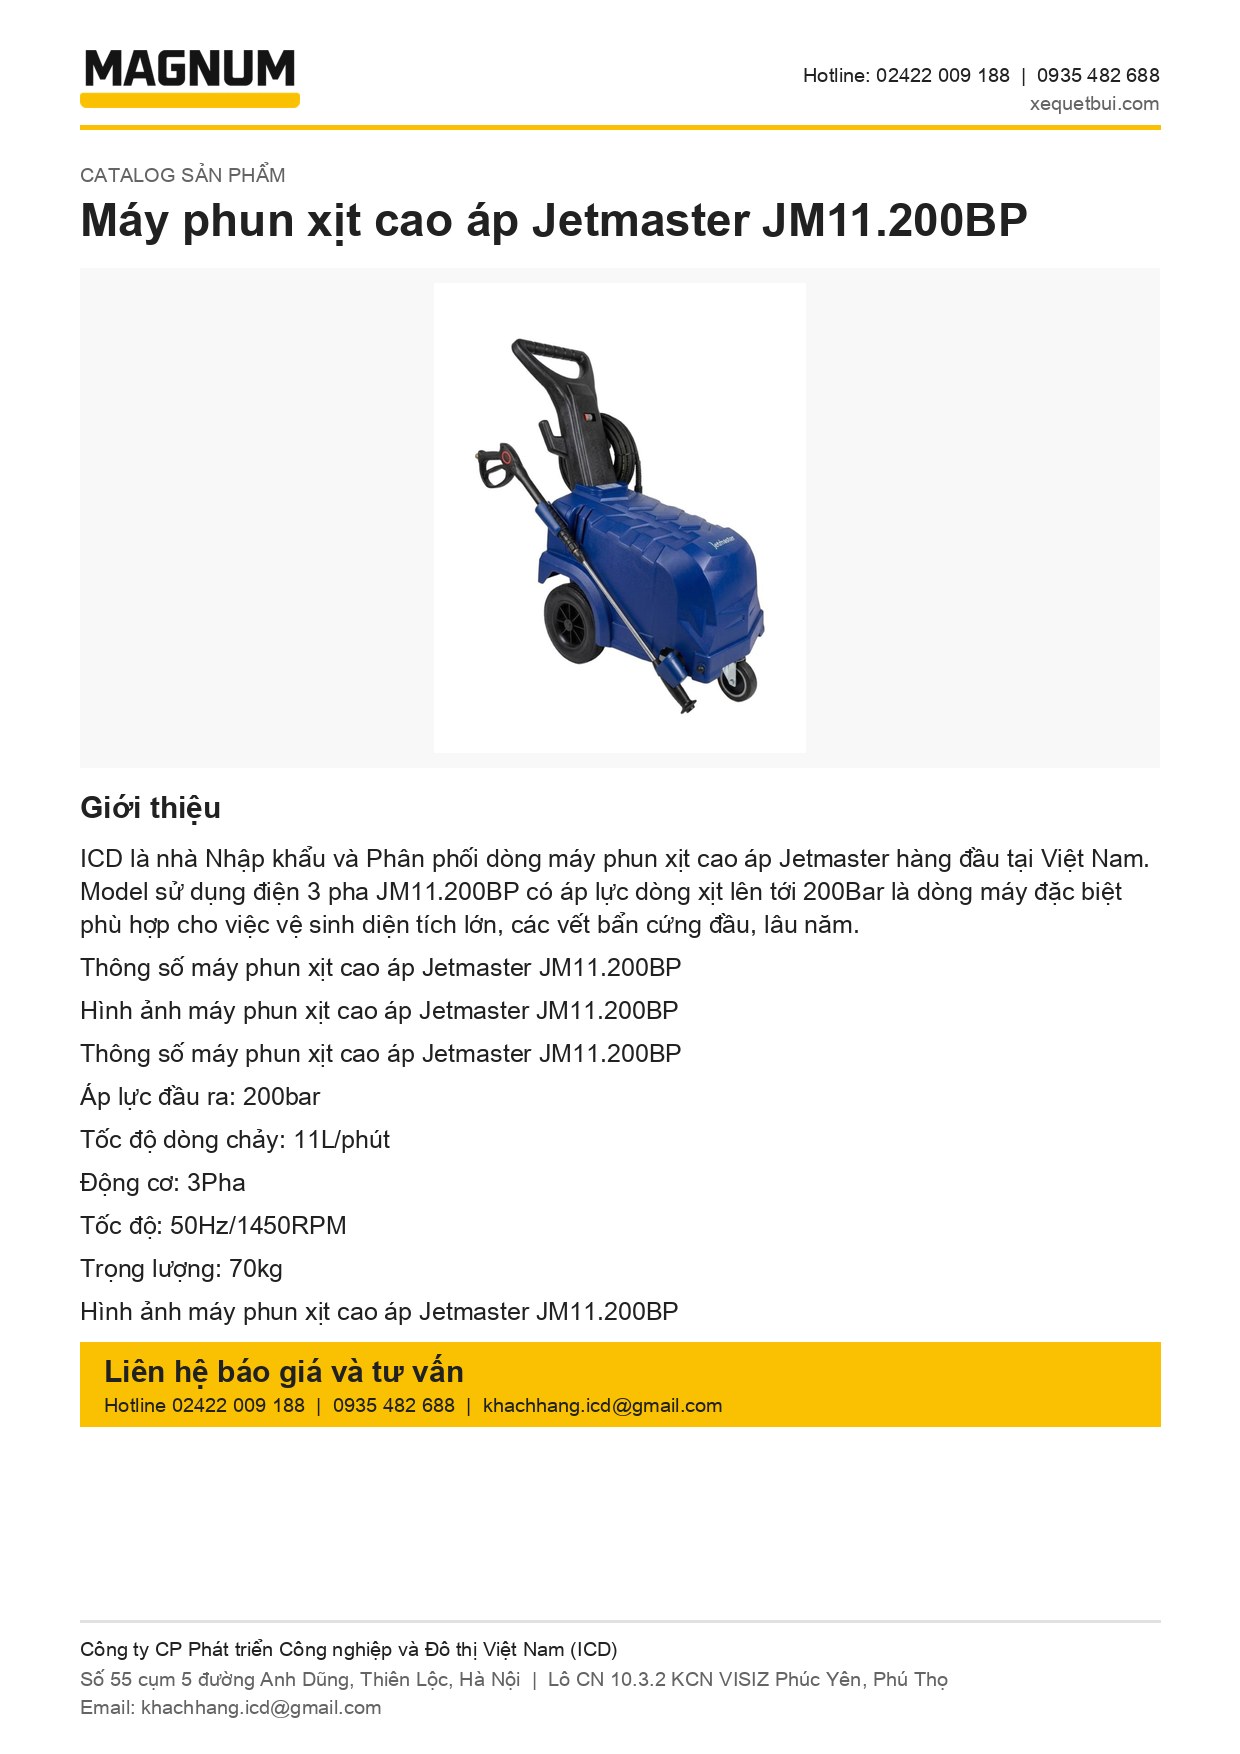 MAGNUM
Hotline: 02422 009 188 | 0935 482 688
xequetbui.com
CATALOG SẢN PHẨM
Máy phun xịt cao áp Jetmaster JM11.200BP
Jetmaster
Giới thiệu
ICD là nhà Nhập khẩu và Phân phối dòng máy phun xịt cao áp Jetmaster hàng đầu tại Việt Nam.
Model sử dụng điện 3 pha JM11.200BP có áp lực dòng xịt lên tới 200Bar là dòng máy đặc biệt
phù hợp cho việc vệ sinh diện tích lớn, các vết bẩn cứng đầu, lâu năm.
Thông số máy phun xịt cao áp Jetmaster JM11.200BP
Hình ảnh máy phun xịt cao áp Jetmaster JM11.200BP
Thông số máy phun xịt cao áp Jetmaster JM11.200BP
Áp lực đầu ra: 200bar
Tốc độ dòng chảy: 11L/phút
Động cơ: 3Pha
Tốc độ: 50Hz/1450RPM
Trọng lượng: 70kg
Hình ảnh máy phun xịt cao áp Jetmaster JM11.200BP
Liên hệ báo giá và tư vấn
Hotline 02422 009 188 | 0935 482 688 | khachhang.icd@gmail.com
Công ty CP Phát triển Công nghiệp và Đô thị Việt Nam (ICD)
Số 55 cụm 5 đường Anh Dũng, Thiên Lộc, Hà Nội | Lô CN 10.3.2 KCN VISIZ Phúc Yên, Phú Thọ
Email: khachhang.icd@gmail.com